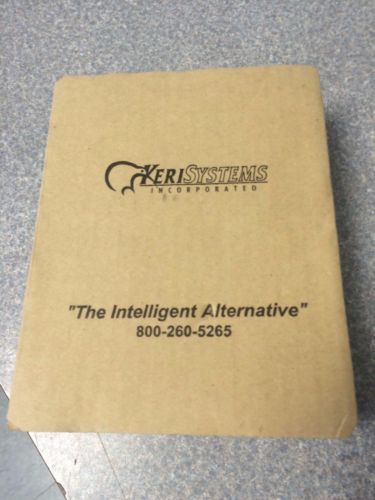 KERISYSTEMS
INCORPORATED
"The Intelligent Alternative"
800-260-5265